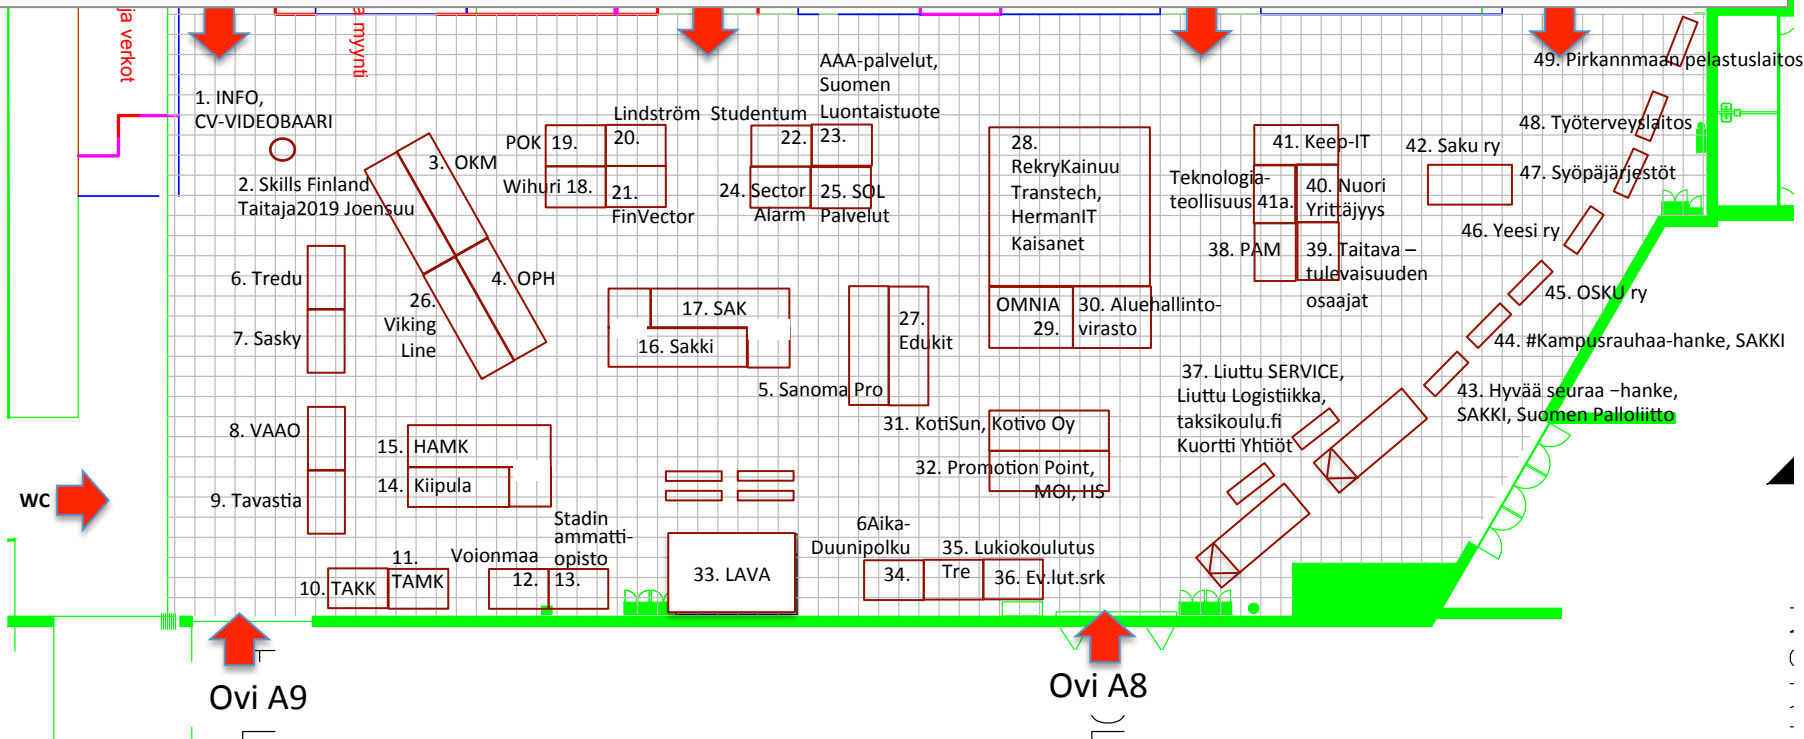 ja verkot
a myynti
1. INFO,
CV-VIDEOBAARI
2. Skills Finland
Taitaja2019 Joensuu
3. OKM
4. OPH
26.
Viking
Line
6. Tredu
7. Sasky
8. VAAO
9. Tavastia
WC
10. TAKK
11.
TAMK
Voionmaa
12.
Stadin
ammatti-
opisto
13.
15. HAMK
14. Kiipula
POK 19.
Lindström
20.
Wihuri 18.
21.
FinVector
Studentum
22.
AAA-palvelut,
Suomen
Luontaistuote
23.
24. Sector
Alarm
25. SOL
Palvelut
17. SAK
16. Sakki
5. Sanoma Pro
27.
Edukit
28.
RekryKainuu
Transtech,
HermanIT
Kaisanet
OMNIA
29.
30. Aluehallinto-
virasto
31. KotiSun, Kotivo Oy
32. Promotion Point,
MOI, HS
33. LAVA
6Aika-
Duunipolku
34.
35. Lukiokoulutus
Tre
36. Ev.lut.srk
37. Liuttu SERVICE,
Liuttu Logistiikka,
taksikoulu.fi
Kuortti Yhtiöt
41. Keep-IT
Teknologia-
teollisuus 41a.
40. Nuori
Yrittäjyys
38. PAM
39. Taitava –
tulevaisuuden
osaajat
42. Saku ry
49. Pirkannmaan pelastuslaitos
48. Työterveyslaitos
47. Syöpäjärjestöt
46. Yeesi ry
45. OSKU ry
44. #Kampusrauhaa-hanke, SAKKI
43. Hyvää seuraa –hanke,
SAKKI, Suomen Palloliitto
Ovi A9
Ovi A8